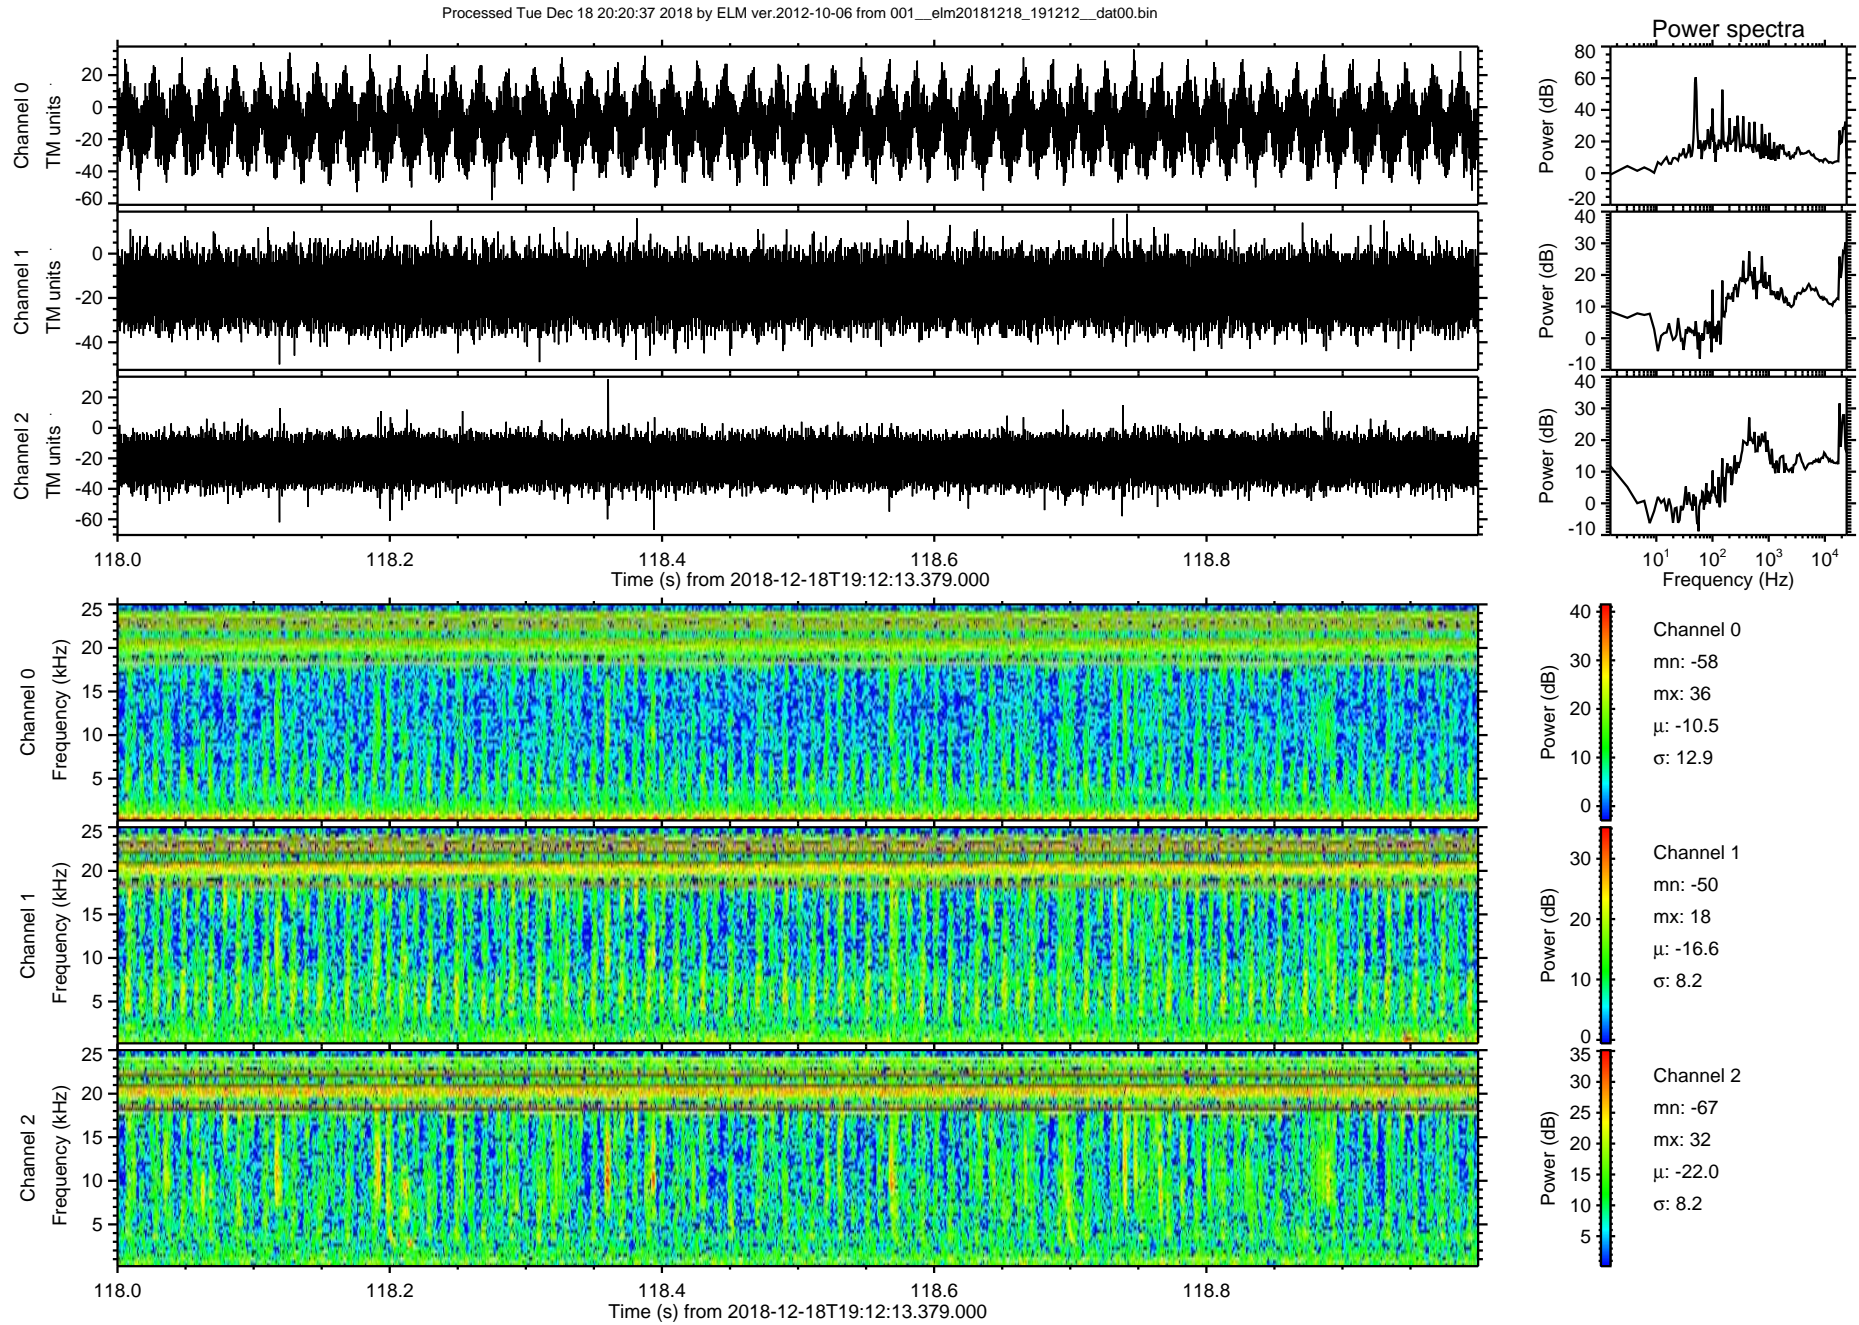 Processed Tue Dec 18 20:20:37 2018 by ELM ver.2012-10-06 from 001__elm20181218_191212__dat00.bin
Power spectra
Channel 0
TM units
20
0
-20
-40
-60
Power (dB)
80
60
40
20
0
-20
Channel 1
TM units
0
-20
-40
Power (dB)
40
30
20
10
0
-10
Channel 2
TM units
20
0
-20
-40
-60
Power (dB)
40
30
20
10
0
-10
118.0 118.2 118.4 118.6 118.8
Time (s) from 2018-12-18T19:12:13.379.000
10^1 10^2 10^3 10^4
Frequency (Hz)
Channel 0
Frequency (kHz)
25
20
15
10
5
Power (dB)
40
30
20
10
0
Channel 0
mn: -58
mx: 36
μ: -10.5
σ: 12.9
Channel 1
Frequency (kHz)
25
20
15
10
5
Power (dB)
30
20
10
0
Channel 1
mn: -50
mx: 18
μ: -16.6
σ: 8.2
Channel 2
Frequency (kHz)
25
20
15
10
5
Power (dB)
35
30
25
20
15
10
5
Channel 2
mn: -67
mx: 32
μ: -22.0
σ: 8.2
118.0 118.2 118.4 118.6 118.8
Time (s) from 2018-12-18T19:12:13.379.000